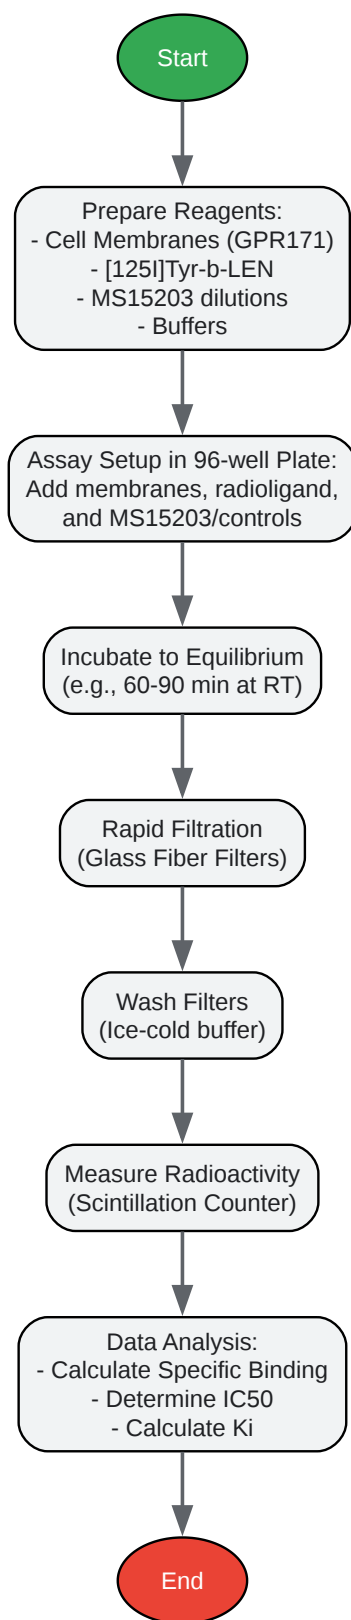 Start
Prepare Reagents:
- Cell Membranes (GPR171)
- [125I]Tyr-b-LEN
- MS15203 dilutions
- Buffers
Assay Setup in 96-well Plate:
Add membranes, radioligand,
and MS15203/controls
Incubate to Equilibrium
(e.g., 60-90 min at RT)
Rapid Filtration
(Glass Fiber Filters)
Wash Filters
(Ice-cold buffer)
Measure Radioactivity
(Scintillation Counter)
Data Analysis:
- Calculate Specific Binding
- Determine IC50
- Calculate Ki
End